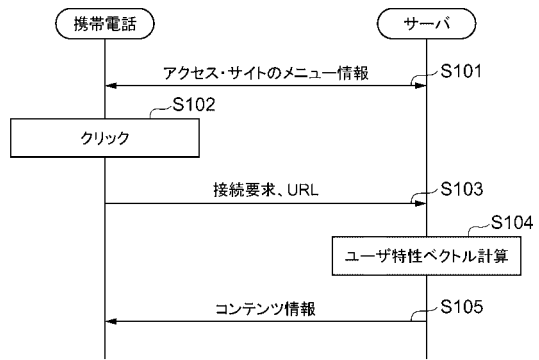 携帯電話
サーバ
アクセス・サイトのメニュー情報
S101
S102
クリック
接続要求、URL
S103
S104
ユーザ特性ベクトル計算
コンテンツ情報
S105